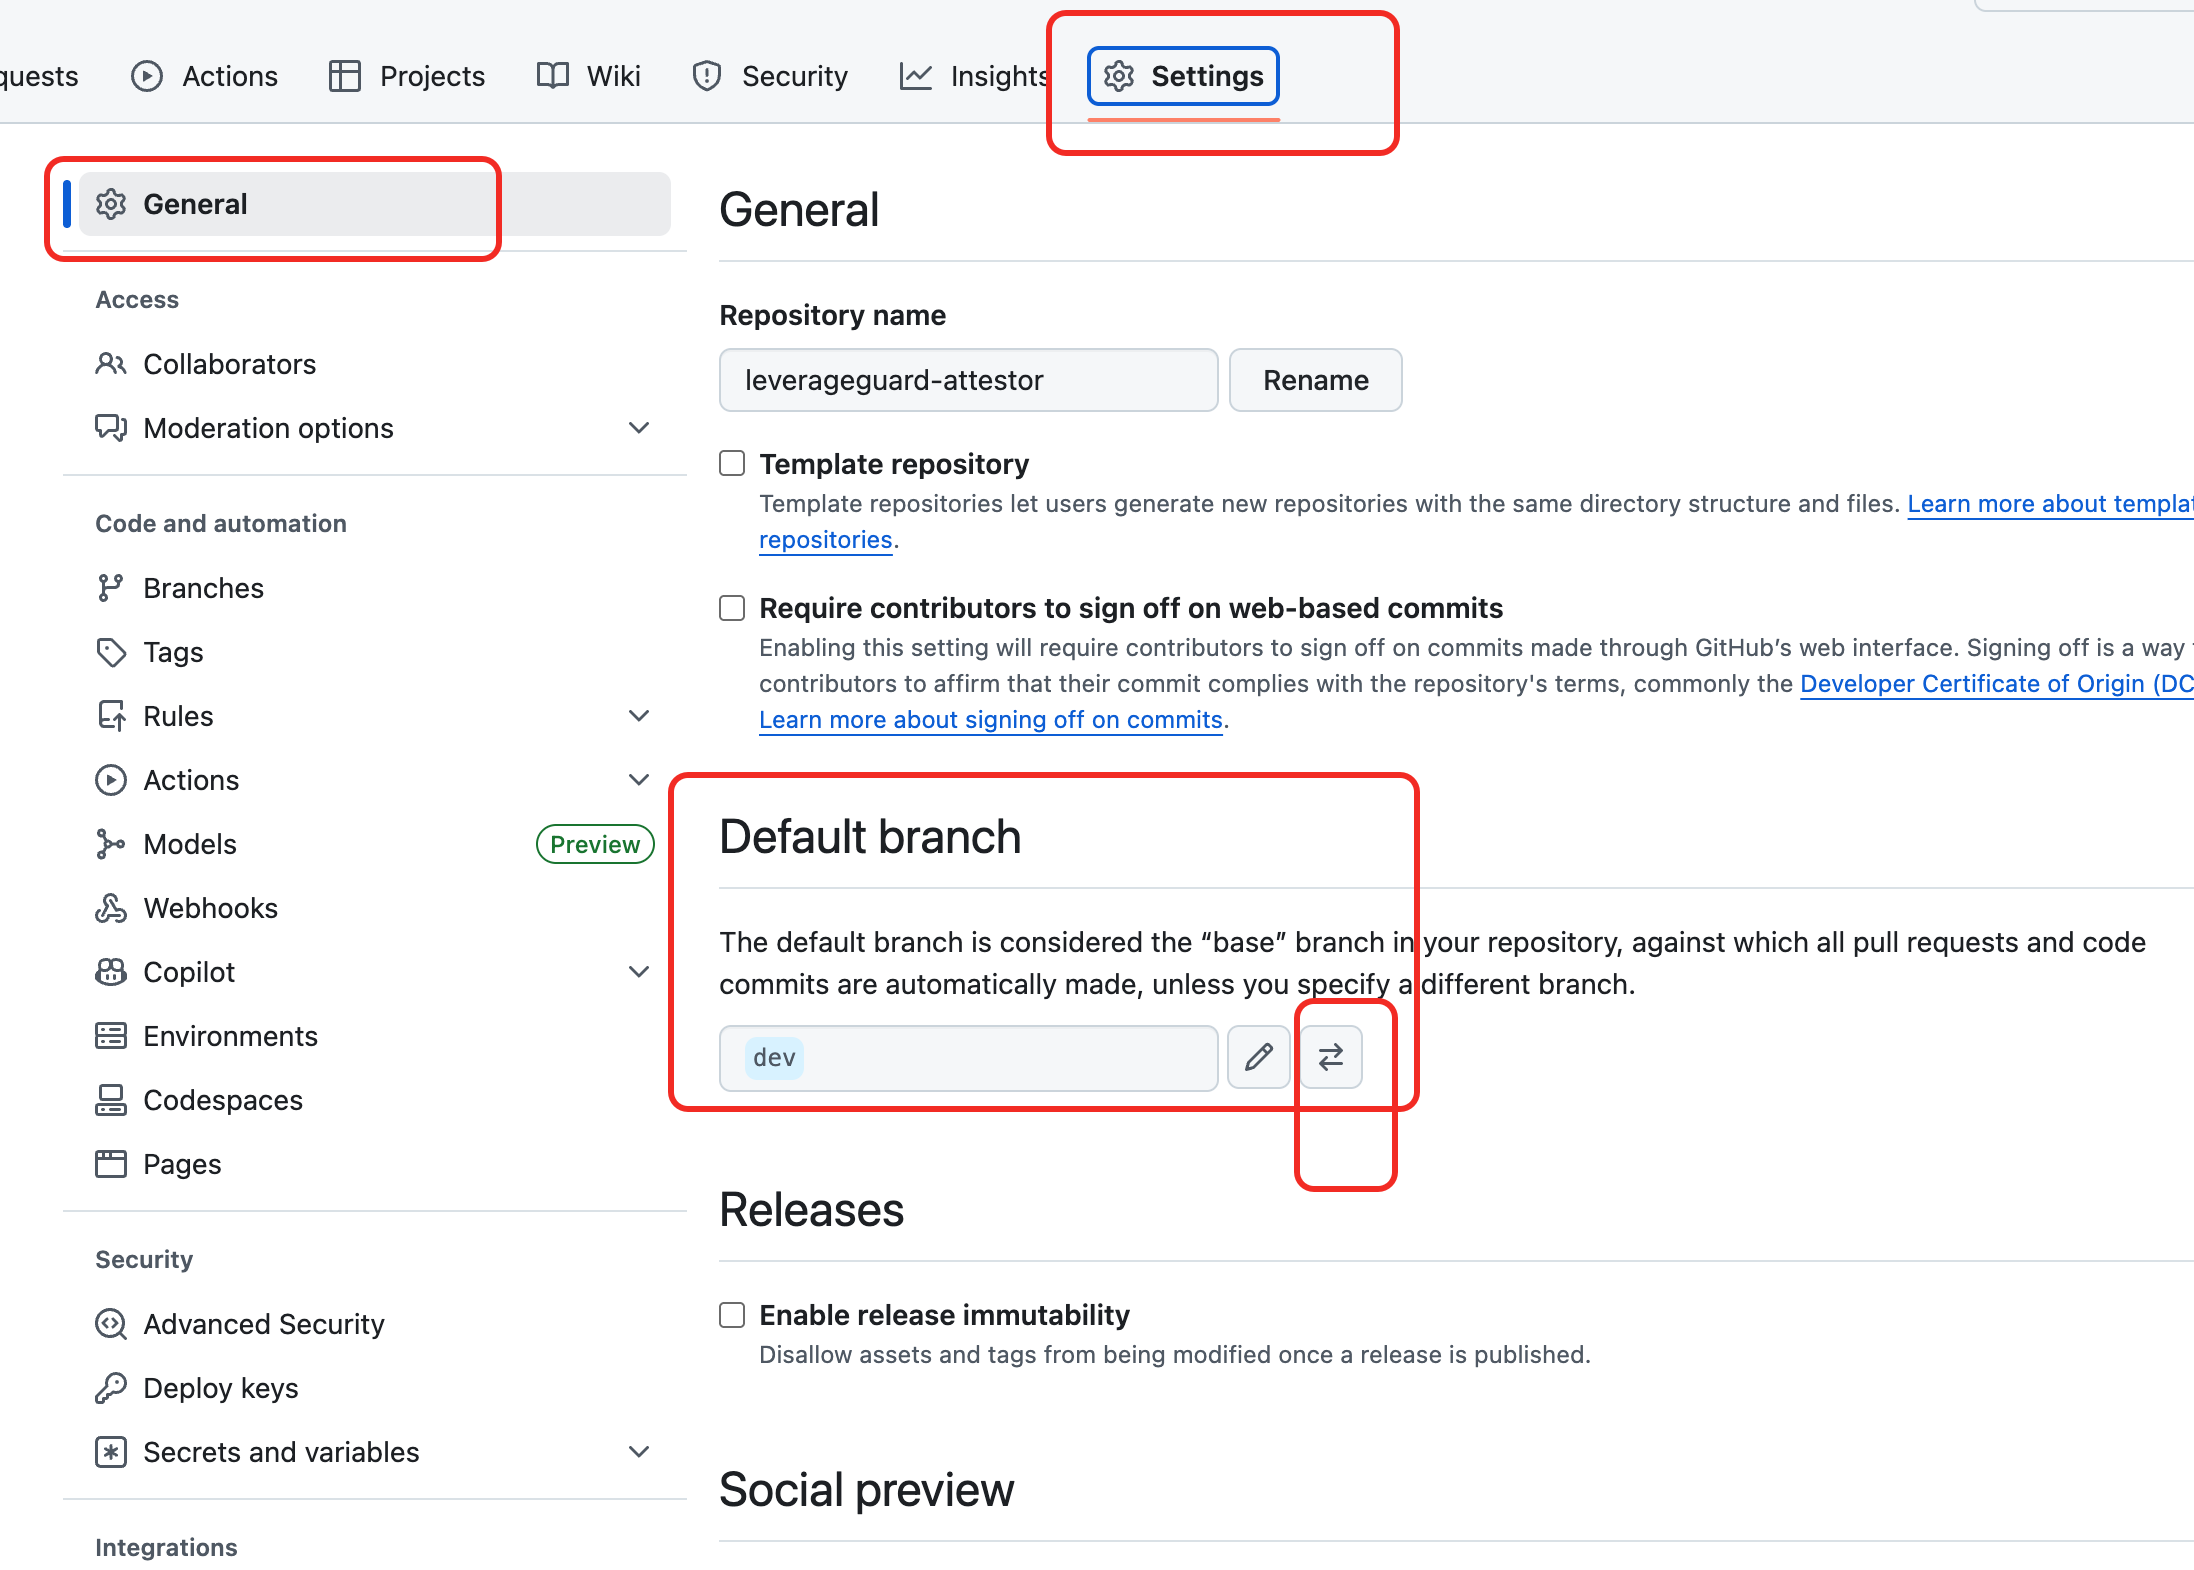 quests Actions Projects Wiki Security Insights Settings
General
Access
Collaborators
Moderation options
Code and automation
Branches
Tags
Rules
Actions
Models Preview
Webhooks
Copilot
Environments
Codespaces
Pages
Security
Advanced Security
Deploy keys
Secrets and variables
Integrations
General
Repository name
leverageguard-attestor Rename
Template repository
Template repositories let users generate new repositories with the same directory structure and files. Learn more about templat
repositories.
Require contributors to sign off on web-based commits
Enabling this setting will require contributors to sign off on commits made through GitHub’s web interface. Signing off is a way
contributors to affirm that their commit complies with the repository's terms, commonly the Developer Certificate of Origin (DC
Learn more about signing off on commits.
Default branch
The default branch is considered the “base” branch in your repository, against which all pull requests and code
commits are automatically made, unless you specify a different branch.
dev
Releases
Enable release immutability
Disallow assets and tags from being modified once a release is published.
Social preview